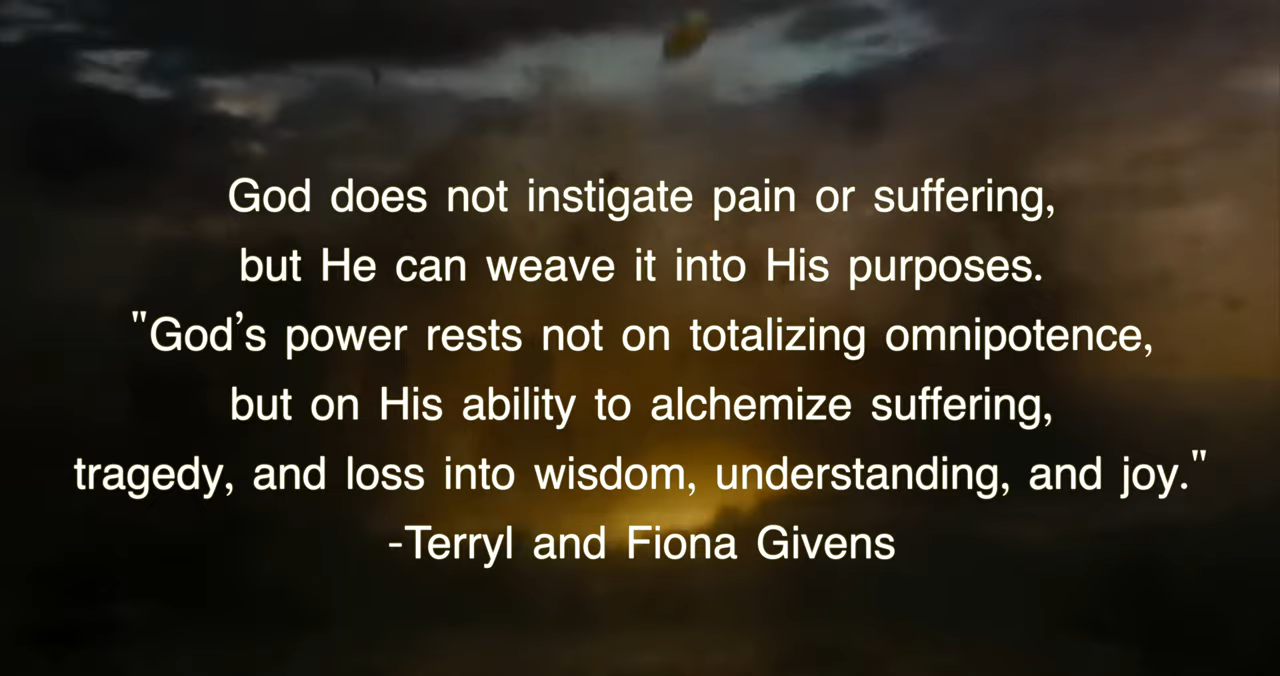 God does not instigate pain or suffering,
but He can weave it into His purposes.
"God’s power rests not on totalizing omnipotence,
but on His ability to alchemize suffering,
tragedy, and loss into wisdom, understanding, and joy."
-Terryl and Fiona Givens